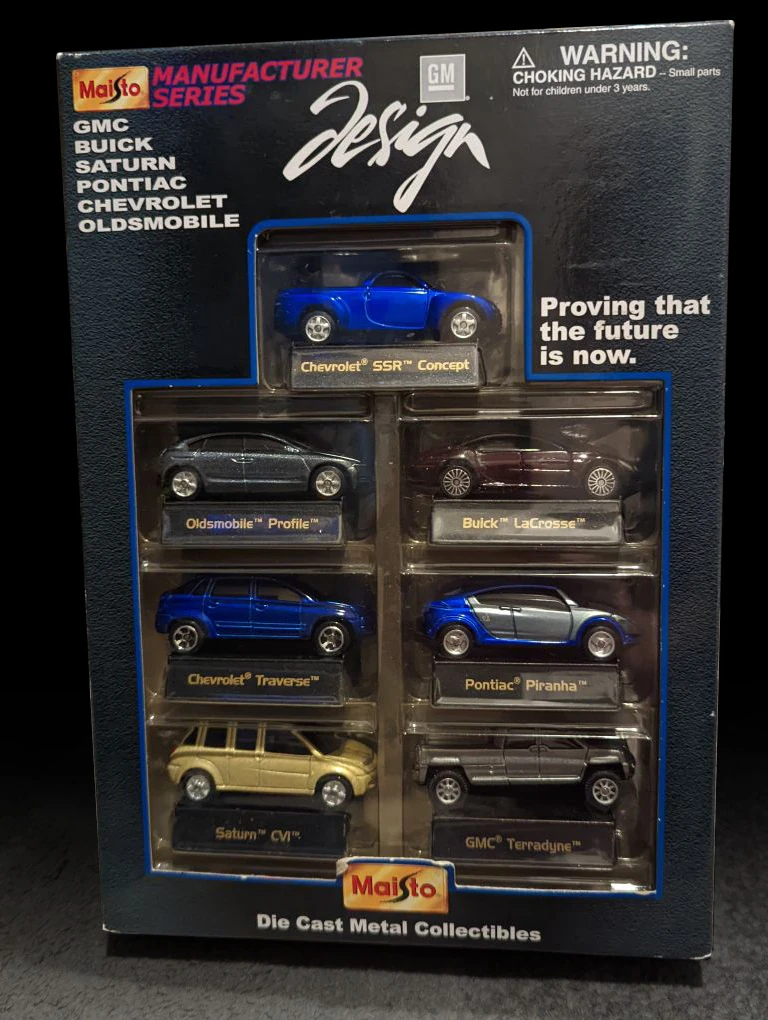 Maisto
MANUFACTURER
SERIES
GMC
BUICK
SATURN
PONTIAC
CHEVROLET
OLDSMOBILE
GM
design
WARNING:
CHOKING HAZARD – Small parts
Not for children under 3 years.
Proving that
the future
is now.
Chevrolet® SSR™ Concept
Oldsmobile™ Profile™
Buick™ LaCrosse™
Chevrolet® Traverse™
Pontiac® Piranha™
Saturn™ CVI™
GMC® Terradyne™
Maisto
Die Cast Metal Collectibles